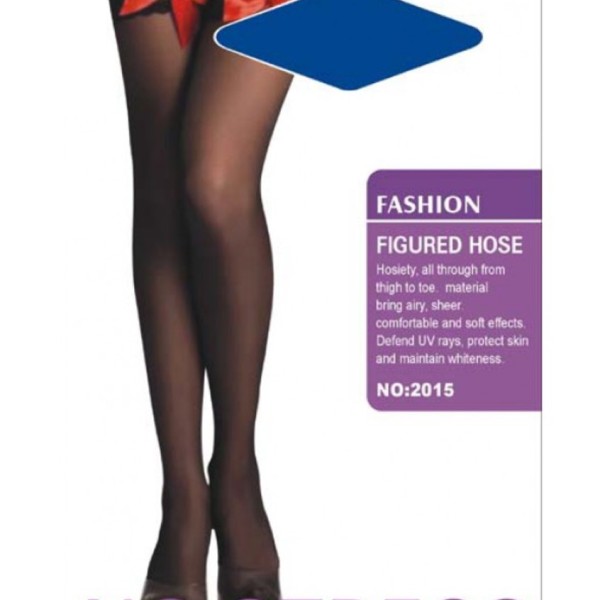 FASHION
FIGURED HOSE
Hosiety, all through from
thigh to toe. material
bring airy, sheer.
comfortable and soft effects.
Defend UV rays, protect skin
and maintain whiteness.
NO:2015